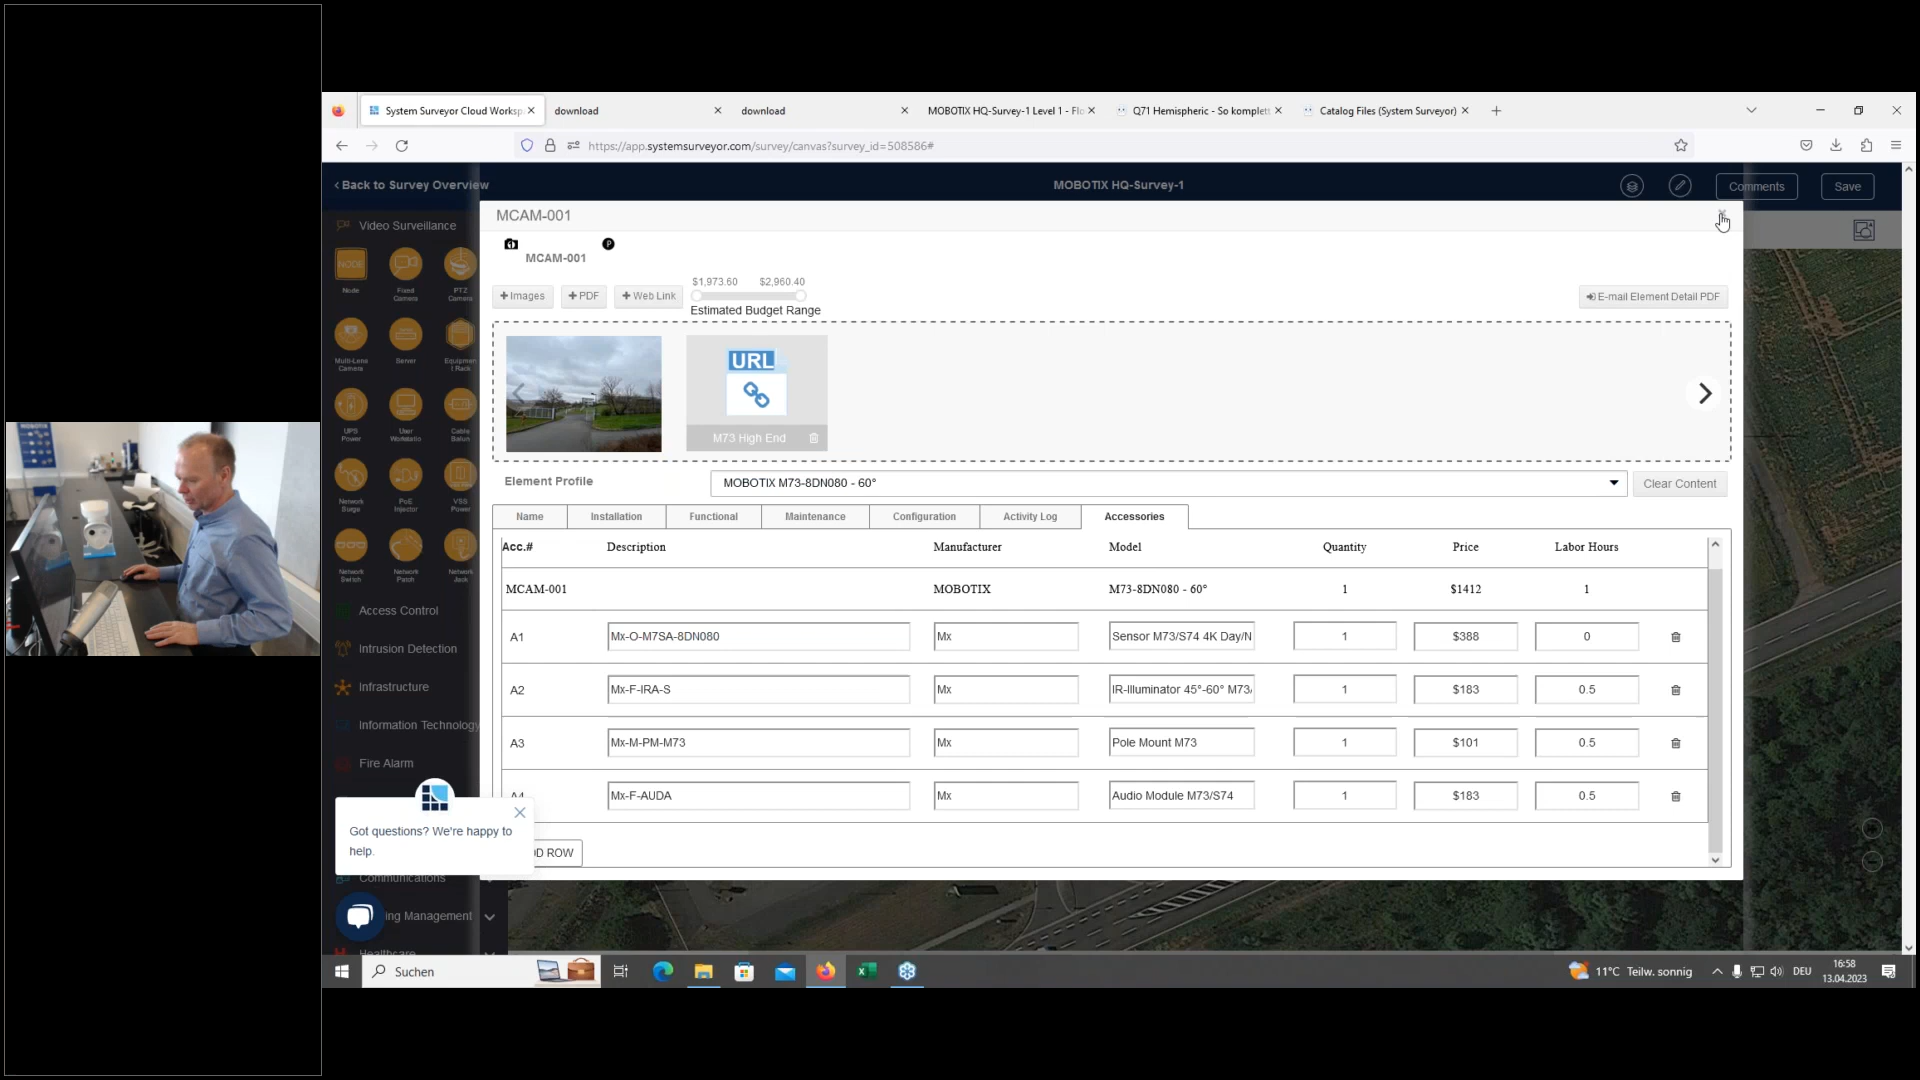 System Surveyor Cloud Worksp
download
download
MOBOTIX HQ-Survey-1 Level 1 - Flo
Q71 Hemispheric - So komplett
Catalog Files (System Surveyor)
https://app.systemsurveyor.com/survey/canvas?survey_id=508586#
Back to Survey Overview
MOBOTIX HQ-Survey-1
Comments
Save
Video Surveillance
NODE
Node
Fixed Camera
PTZ Camera
Multi-Lens Camera
Server
Equipmen t Rack
UPS Power
User Workstatio
Cable Balun
Network Surge
PoE Injector
VSS Power
Network Switch
Network Patch
Network Jack
Access Control
Intrusion Detection
Infrastructure
Information Technology
Fire Alarm
Communications
ing Management
Healthcare
Got questions? We're happy to
help.
MCAM-001
P
MCAM-001
+ Images
+ PDF
+ Web Link
$1,973.60
$2,960.40
Estimated Budget Range
E-mail Element Detail PDF
URL
M73 High End
Element Profile
MOBOTIX M73-8DN080 - 60°
Clear Content
Name
Installation
Functional
Maintenance
Configuration
Activity Log
Accessories
Acc.# Description Manufacturer Model Quantity Price Labor Hours
MCAM-001 MOBOTIX M73-8DN080 - 60° 1 $1412 1
A1 Mx-O-M7SA-8DN080 Mx Sensor M73/S74 4K Day/N 1 $388 0
A2 Mx-F-IRA-S Mx IR-Illuminator 45°-60° M73/ 1 $183 0.5
A3 Mx-M-PM-M73 Mx Pole Mount M73 1 $101 0.5
A4 Mx-F-AUDA Mx Audio Module M73/S74 1 $183 0.5
DD ROW
Suchen
11°C Teilw. sonnig
DEU
16:58
13.04.2023
MOBOTIX